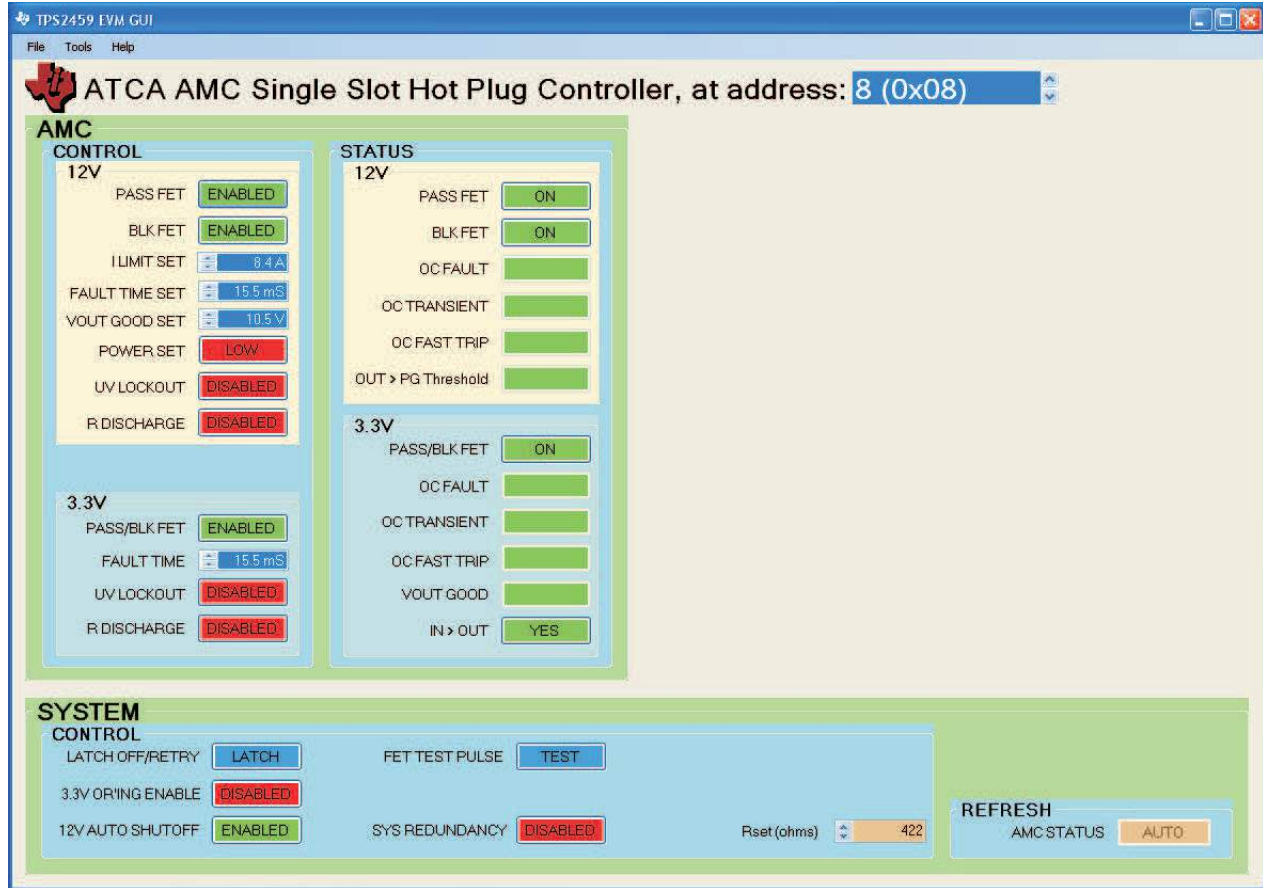 TPS2459 EVM GUI
File Tools Help
ATCA AMC Single Slot Hot Plug Controller, at address: 8 (0x08)
AMC
CONTROL
12V
PASS FET ENABLED
BLK FET ENABLED
I LIMIT SET 8.4 A
FAULT TIME SET 15.5 mS
VOUT GOOD SET 10.5 V
POWER SET LOW
UV LOCKOUT DISABLED
R DISCHARGE DISABLED
3.3V
PASS/BLK FET ENABLED
FAULT TIME 15.5 mS
UV LOCKOUT DISABLED
R DISCHARGE DISABLED
STATUS
12V
PASS FET ON
BLK FET ON
OC FAULT
OC TRANSIENT
OC FAST TRIP
OUT > PG Threshold
3.3V
PASS/BLK FET ON
OC FAULT
OC TRANSIENT
OC FAST TRIP
VOUT GOOD
IN > OUT YES
SYSTEM
CONTROL
LATCH OFF/RETRY LATCH FET TEST PULSE TEST
3.3V OR'ING ENABLE DISABLED
12V AUTO SHUTOFF ENABLED SYS REDUNDANCY DISABLED Rset (ohms) 422
REFRESH
AMC STATUS AUTO